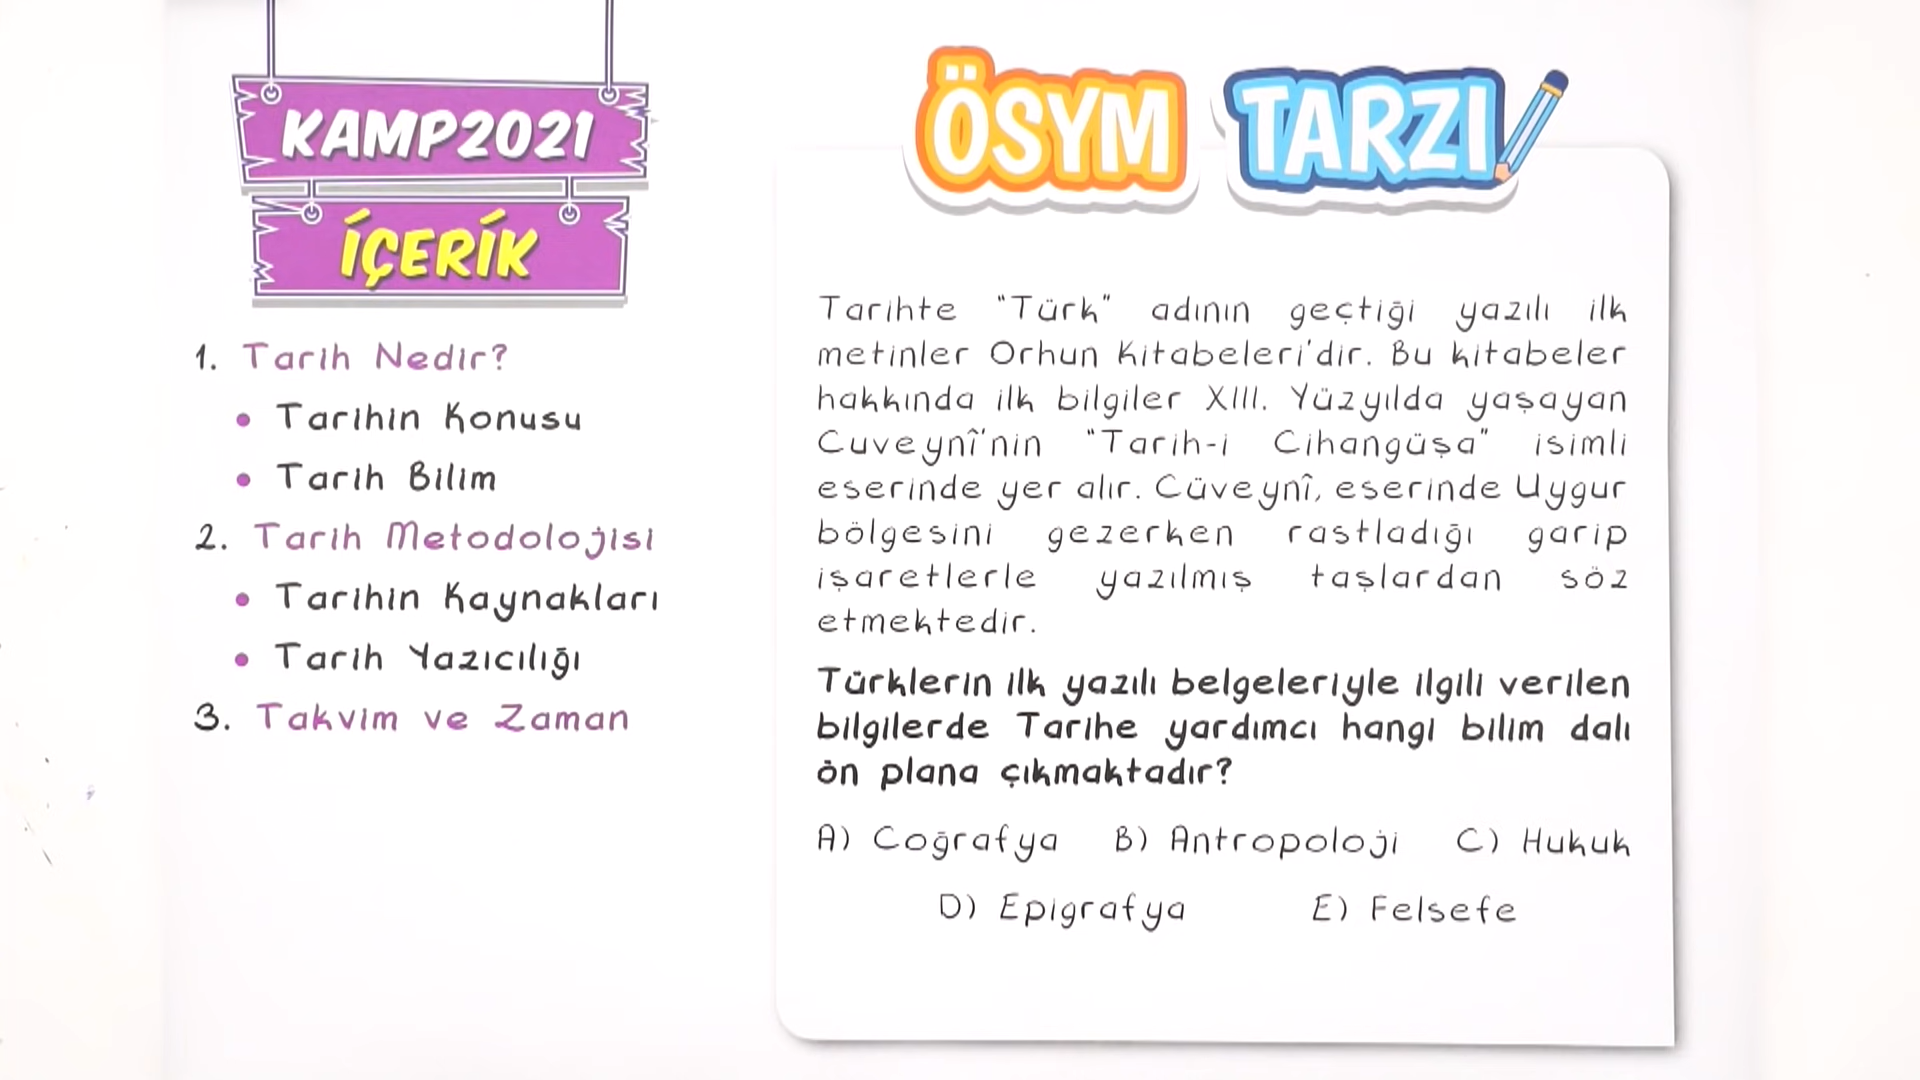 KAMP2021
İÇERİK
1. Tarih Nedir?
• Tarihin Konusu
• Tarih Bilim
2. Tarih Metodolojisi
• Tarihin Kaynakları
• Tarih Yazıcılığı
3. Takvim ve Zaman
ÖSYM TARZI
Tarihte "Türk" adının geçtiği yazılı ilk
metinler Orhun Kitabeleri'dir. Bu kitabeler
hakkında ilk bilgiler XIII. Yüzyılda yaşayan
Cuveynî'nin "Tarih-i Cihangüşa" isimli
eserinde yer alır. Cüveynî, eserinde Uygur
bölgesini gezerken rastladığı garip
işaretlerle yazılmış taşlardan söz
etmektedir.
Türklerin ilk yazılı belgeleriyle ilgili verilen
bilgilerde Tarihe yardımcı hangi bilim dalı
ön plana çıkmaktadır?
A) Coğrafya B) Antropoloji C) Hukuk
D) Epigrafya E) Felsefe